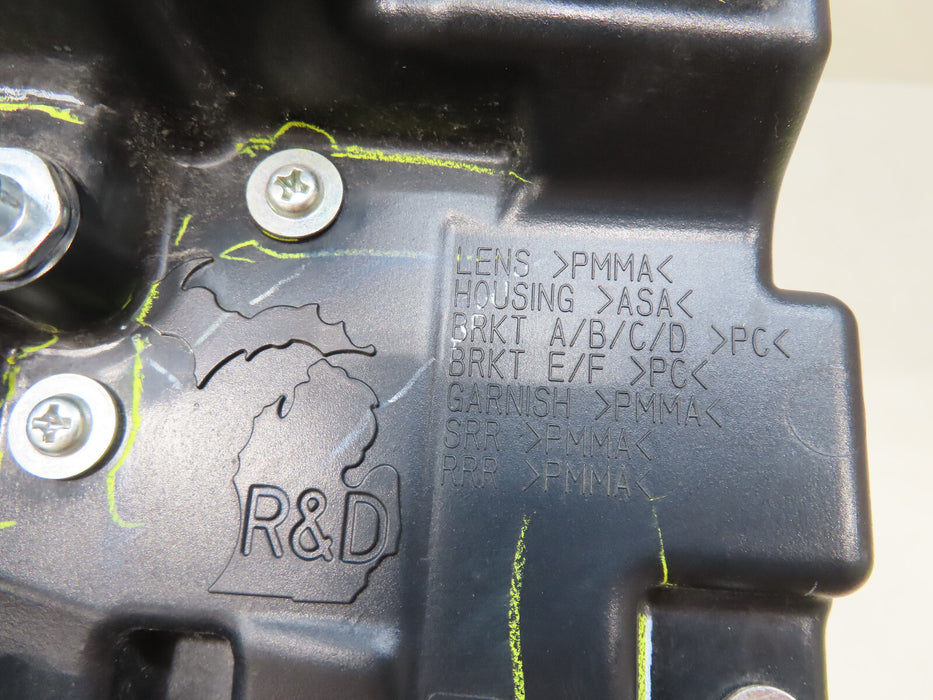 LENS >PMMA<
HOUSING >ASA<
BRKT A/B/C/D >PC<
BRKT E/F >PC<
GARNISH >PMMA<
SRR >PMMA<
RRR >PMMA<
R&D